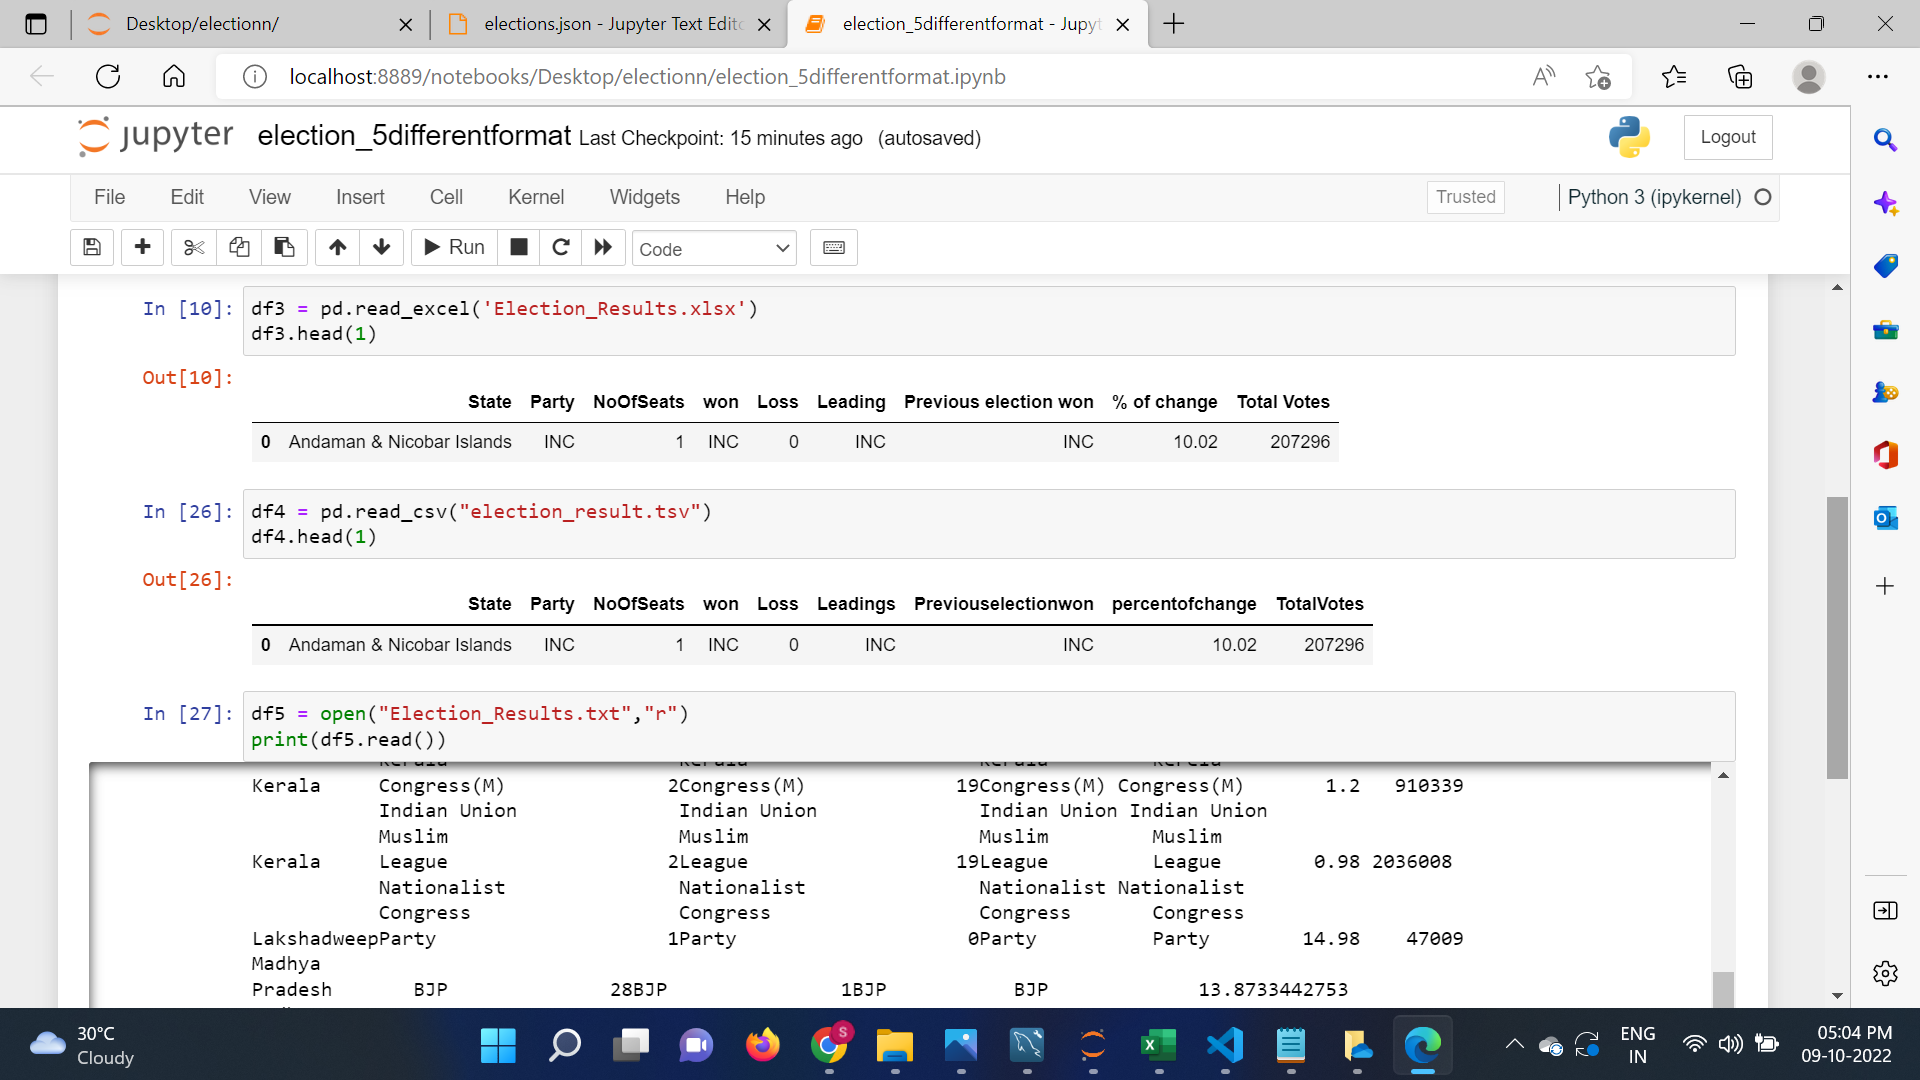 Desktop/electionn/
elections.json - Jupyter Text Edito
election_5differentformat - Jupyt
localhost:8889/notebooks/Desktop/electionn/election_5differentformat.ipynb
jupyter election_5differentformat Last Checkpoint: 15 minutes ago (autosaved)
Logout
File Edit View Insert Cell Kernel Widgets Help
Trusted
Python 3 (ipykernel)
Run
Code
In [10]: df3 = pd.read_excel('Election_Results.xlsx')
df3.head(1)
Out[10]:
State Party NoOfSeats won Loss Leading Previous election won % of change Total Votes
0 Andaman & Nicobar Islands INC 1 INC 0 INC INC 10.02 207296
In [26]: df4 = pd.read_csv("election_result.tsv")
df4.head(1)
Out[26]:
State Party NoOfSeats won Loss Leadings Previouselectionwon percentofchange TotalVotes
0 Andaman & Nicobar Islands INC 1 INC 0 INC INC 10.02 207296
In [27]: df5 = open("Election_Results.txt","r")
print(df5.read())
Kerala Congress(M) 2Congress(M) 19Congress(M) Congress(M) 1.2 910339
Indian Union Indian Union Indian Union Indian Union
Muslim Muslim Muslim Muslim
Kerala League 2League 19League League 0.98 2036008
Nationalist Nationalist Nationalist Nationalist
Congress Congress Congress Congress
LakshadweepParty 1Party 0Party Party 14.98 47009
Madhya
Pradesh BJP 28BJP 1BJP BJP 13.8733442753
30°C
Cloudy
S
ENG
IN
05:04 PM
09-10-2022